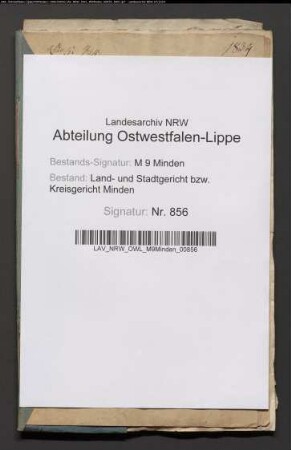 1839
Landesarchiv NRW
Abteilung Ostwestfalen-Lippe
Bestands-Signatur: M 9 Minden
Bestand: Land- und Stadtgericht bzw.
Kreisgericht Minden
Signatur: Nr. 856
LAV_NRW_OWL_M9Minden_00856